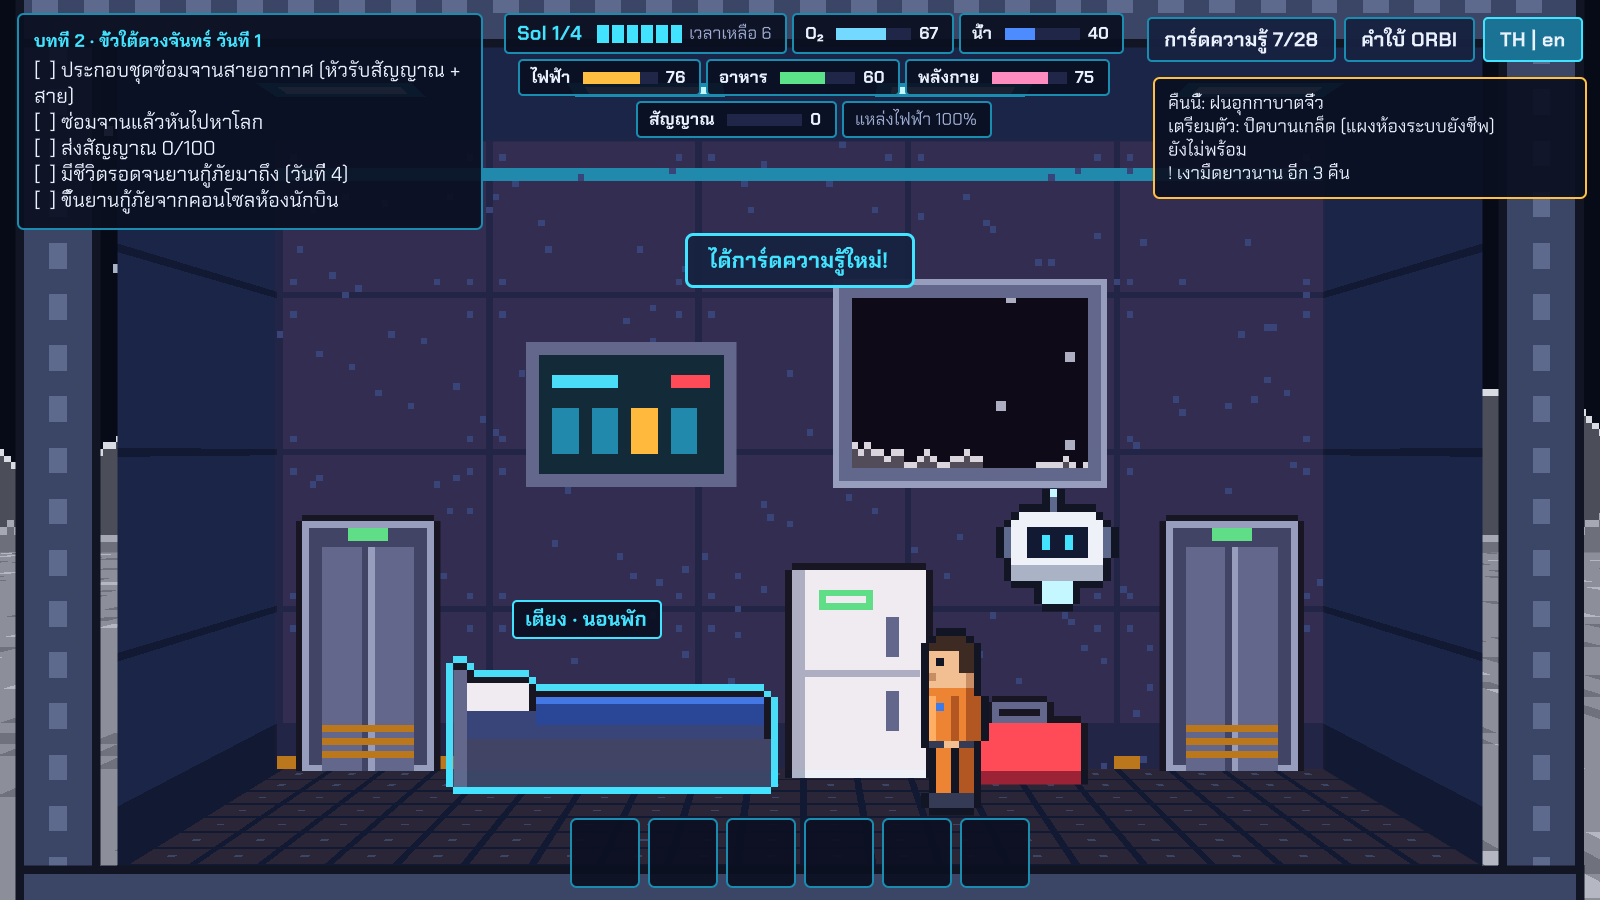 บทที่ 2 · ขั้วใต้ดวงจันทร์ วันที่ 1
[ ] ประกอบชุดซ่อมจานสายอากาศ (หัวรับสัญญาณ +
สาย)
[ ] ซ่อมจานแล้วหันไปหาโลก
[ ] ส่งสัญญาณ 0/100
[ ] มีชีวิตรอดจนยานกู้ภัยมาถึง (วันที่ 4)
[ ] ขึ้นยานกู้ภัยจากคอนโซลห้องนักบิน
Sol 1/4 เวลาเหลือ 6
O₂ 67
น้ำ 40
ไฟฟ้า 76
อาหาร 60
พลังกาย 75
สัญญาณ 0
แหล่งไฟฟ้า 100%
การ์ดความรู้ 7/28
คำใบ้ ORBI
TH | en
คืนนี้: ฝนอุกกาบาตจิ๋ว
เตรียมตัว: ปิดบานเกล็ด (แผงห้องระบบยังชีพ)
ยังไม่พร้อม
! เงามืดยาวนาน อีก 3 คืน
ได้การ์ดความรู้ใหม่!
เตียง · นอนพัก